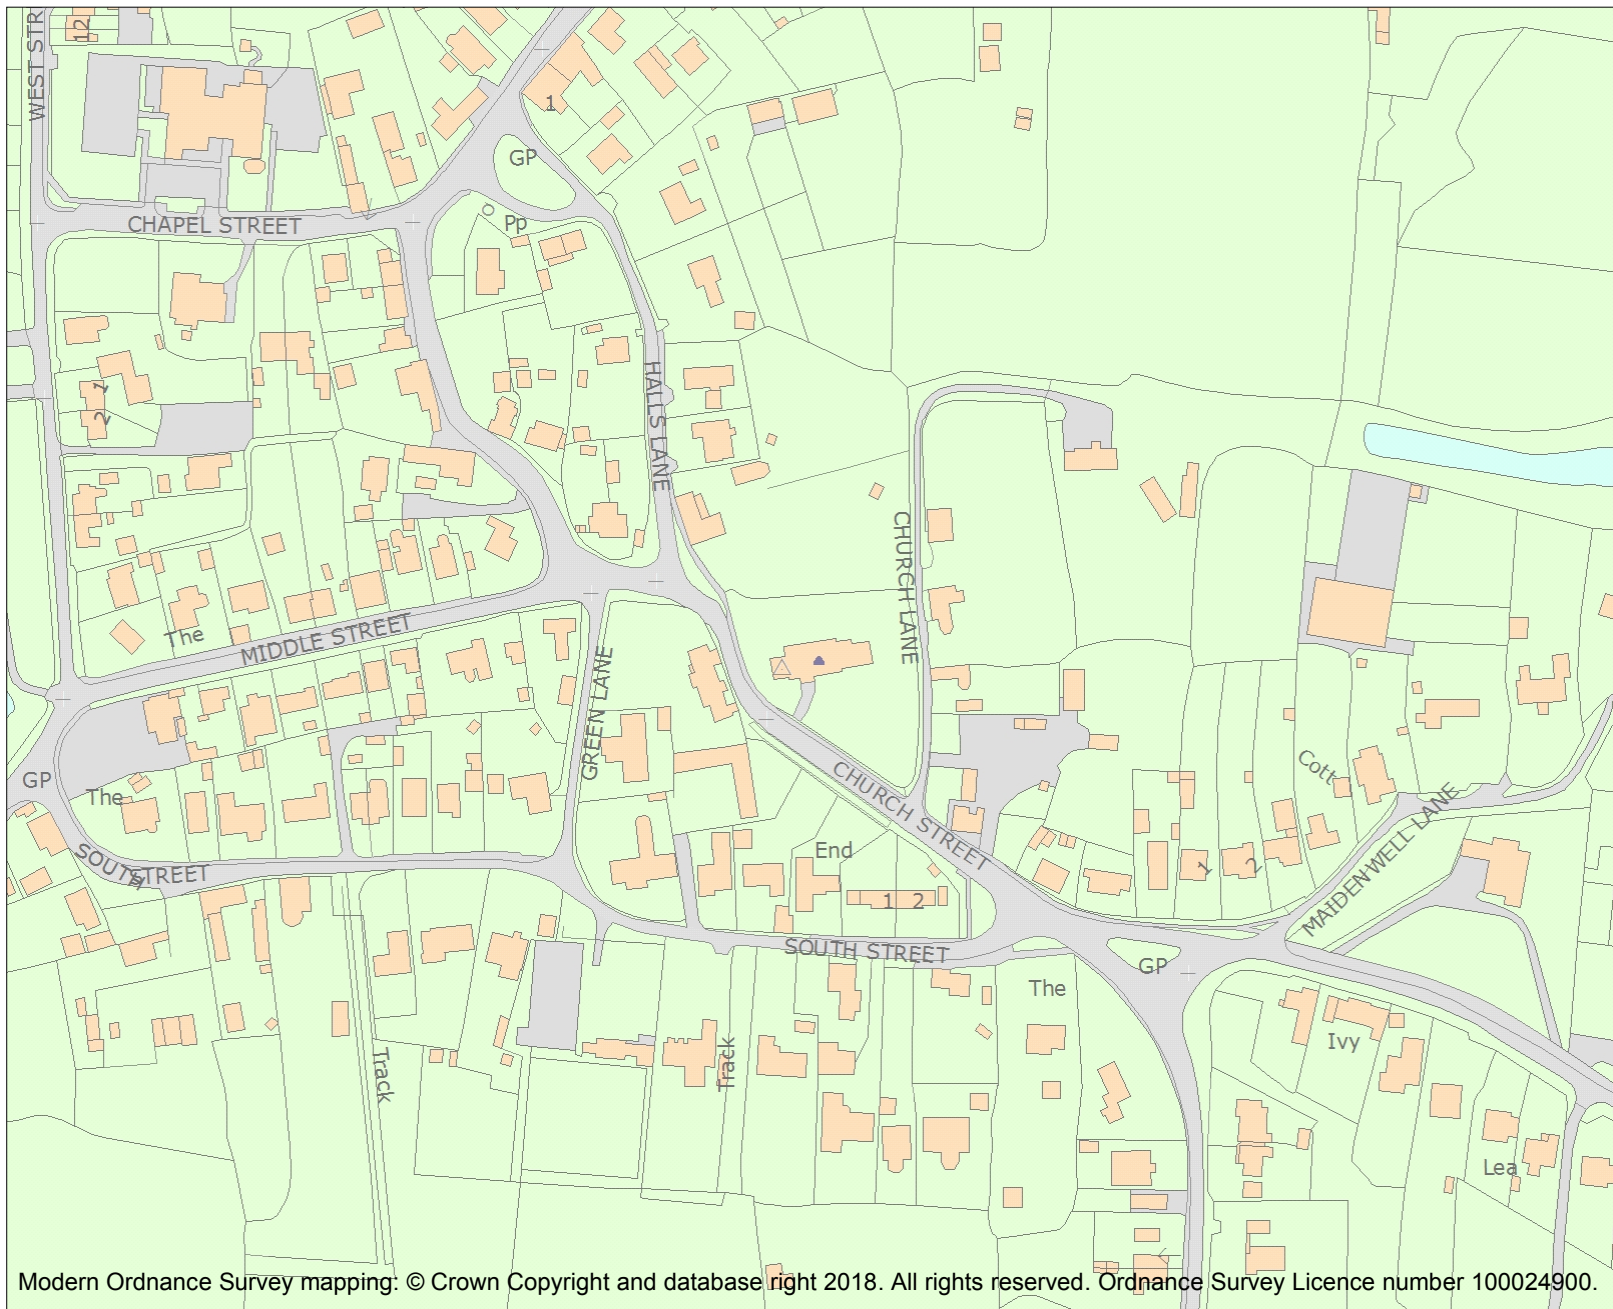 WEST STR
12
1
GP
CHAPEL STREET
Pp
HALLS LANE
1
2
CHURCH LANE
The
MIDDLE STREET
GREEN LANE
GP
The
CHURCH STREET
Cott
MAIDENWELL LANE
SOUTH STREET
End
1 2
1
2
SOUTH STREET
GP
The
Ivy
Track
Track
Lea
Modern Ordnance Survey mapping: © Crown Copyright and database right 2018. All rights reserved. Ordnance Survey Licence number 100024900.